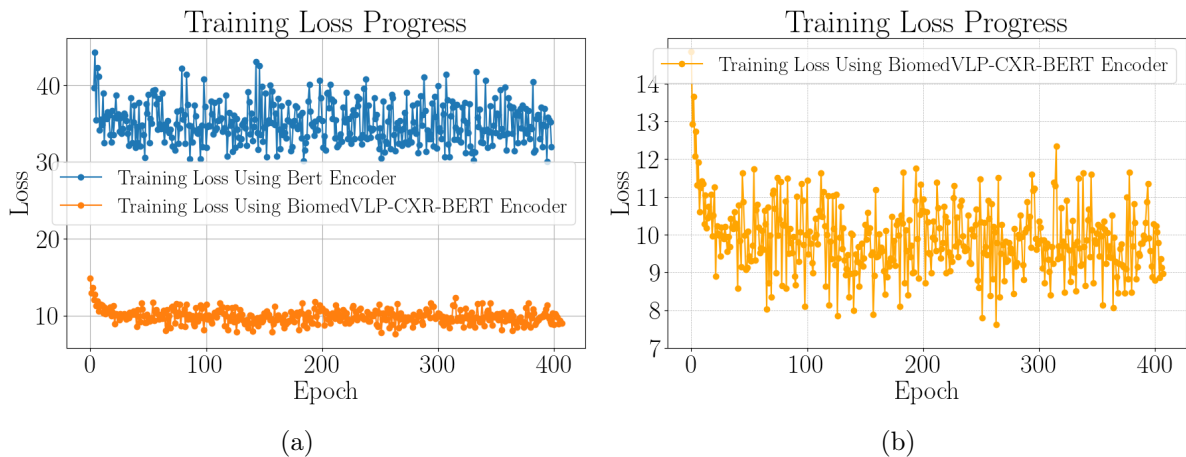 Training Loss Progress
40
30
20
10
Loss
Training Loss Using Bert Encoder
Training Loss Using BiomedVLP-CXR-BERT Encoder
0 100 200 300 400
Epoch
(a)
Training Loss Progress
14
13
12
11
10
9
8
7
Loss
Training Loss Using BiomedVLP-CXR-BERT Encoder
0 100 200 300 400
Epoch
(b)